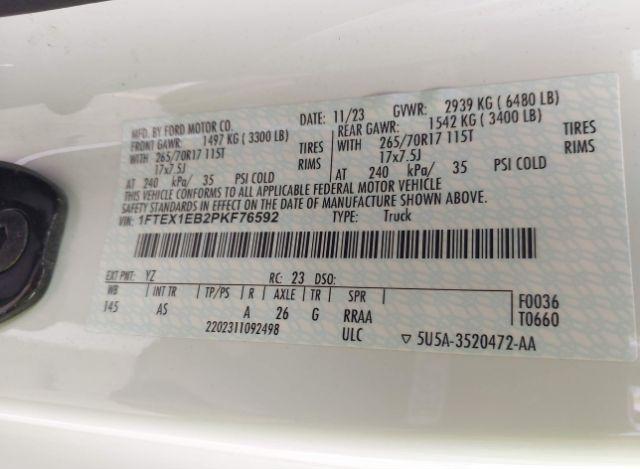 MFD. BY FORD MOTOR CO. DATE: 11/23 GVWR: 2939 KG ( 6480 LB)
FRONT GAWR: 1497 KG ( 3300 LB) REAR GAWR: 1542 KG ( 3400 LB)
WITH 265/70R17 115T TIRES WITH 265/70R17 115T TIRES
17x7.5J RIMS 17x7.5J RIMS
AT 240 kPa/ 35 PSI COLD AT 240 kPa/ 35 PSI COLD
THIS VEHICLE CONFORMS TO ALL APPLICABLE FEDERAL MOTOR VEHICLE
SAFETY STANDARDS IN EFFECT ON THE DATE OF MANUFACTURE SHOWN ABOVE
VIN: 1FTEX1EB2PKF76592 TYPE: Truck
EXT PNT: YZ RC: 23 DSO:
WB INT TR TP/PS R AXLE TR SPR F0036
145 AS A 26 G RRAA T0660
2202311092498 ULC ▽ 5U5A-3520472-AA